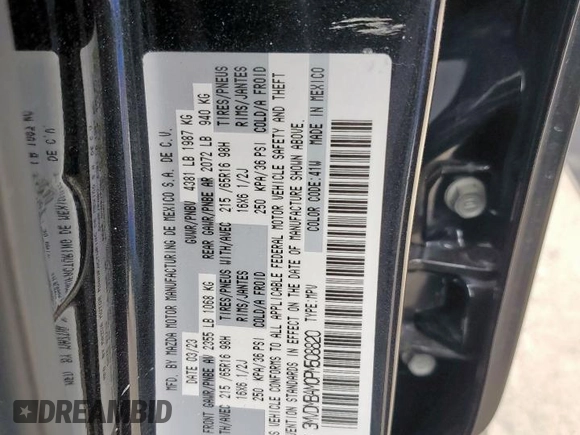 MFG. BY MAZDA MOTOR MANUFACTURING DE MEXICO S.A. DE C.V.
DATE 03/23 GVWR/PNBV 4381 LB 1987 KG
FRONT GAWR/PNBE AV 2355 LB 1068 KG REAR GAWR/PNBE AR 2072 LB 940 KG
TH/AVEC 215/65R16 98H TIRES/PNEUS WITH/AVEC 215/65R16 98H TIRES/PNEUS
16X6 1/2J RIMS/JANTES 16X6 1/2J RIMS/JANTES
250 KPA/36 PSI COLD/A FROID 250 KPA/36 PSI COLD/A FROID
S VEHICLE CONFORMS TO ALL APPLICABLE FEDERAL MOTOR VEHICLE SAFETY AND THEFT
VENTION STANDARDS IN EFFECT ON THE DATE OF MANUFACTURE SHOWN ABOVE.
TYPE:MPV COLOR CODE:41W MADE IN MEXICO
AUTOBIDMASTER